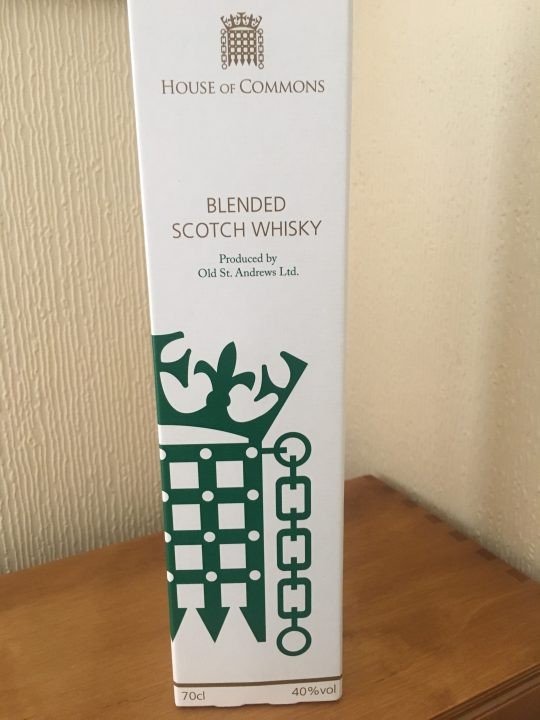 HOUSE OF COMMONS
BLENDED
SCOTCH WHISKY
Produced by
Old St. Andrews Ltd.
70cl 40%vol